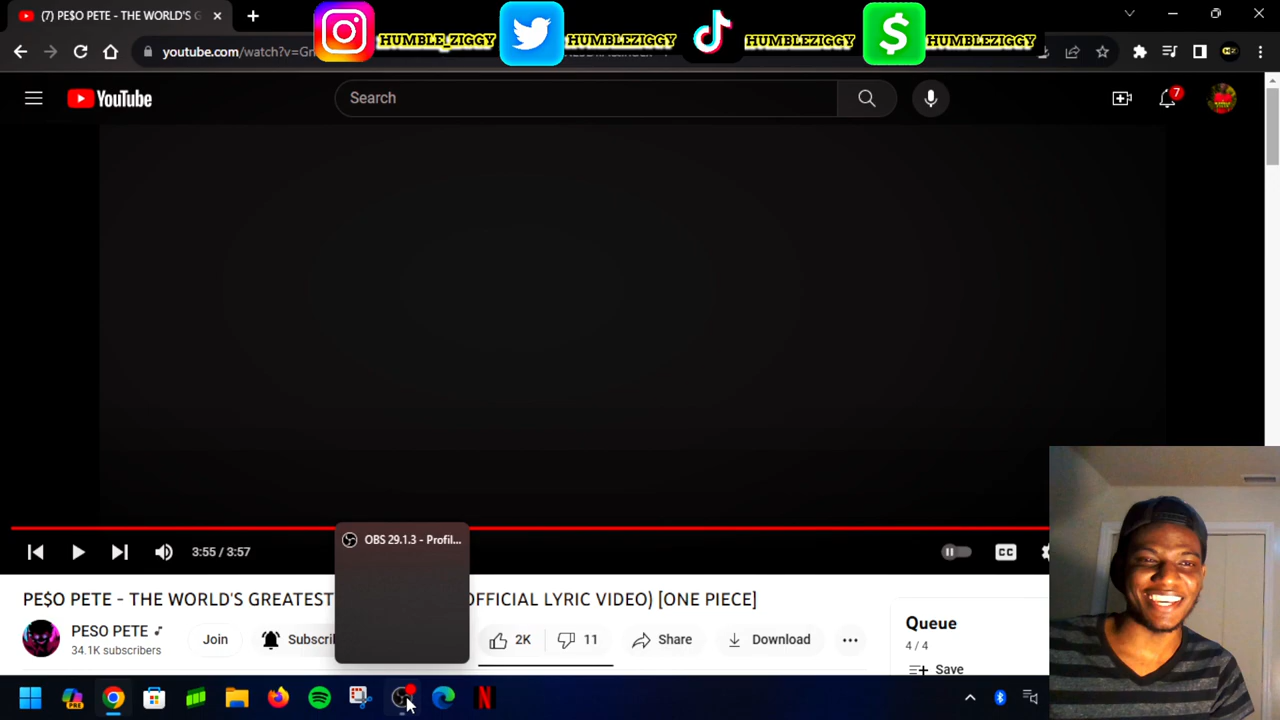 (7) PE$O PETE - THE WORLD'S G
HUMBLE_ZIGGY
HUMBLEZIGGY
HUMBLEZIGGY
$
HUMBLEZIGGY
youtube.com/watch?v=Gr
YouTube
Search
7
3:55 / 3:57
CC
OBS 29.1.3 - Profil...
PE$O PETE - THE WORLD'S GREATEST
OFFICIAL LYRIC VIDEO) [ONE PIECE]
PESO PETE
34.1K subscribers
Join
Subscri
2K
11
Share
Download
Queue
4 / 4
Save
PRE
N